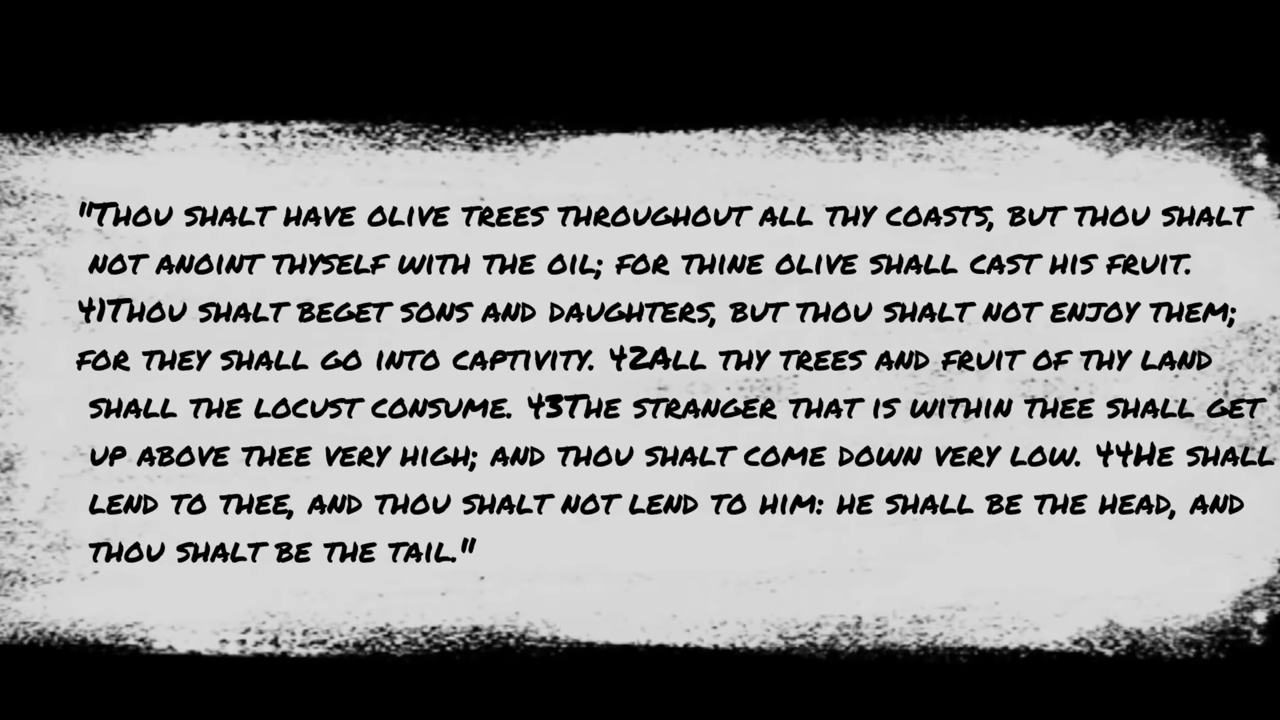 "Thou shalt have olive trees throughout all thy coasts, but thou shalt
not anoint thyself with the oil; for thine olive shall cast his fruit.
41Thou shalt beget sons and daughters, but thou shalt not enjoy them;
for they shall go into captivity. 42All thy trees and fruit of thy land
shall the locust consume. 43The stranger that is within thee shall get
up above thee very high; and thou shalt come down very low. 44He shall
lend to thee, and thou shalt not lend to him: he shall be the head, and
thou shalt be the tail."